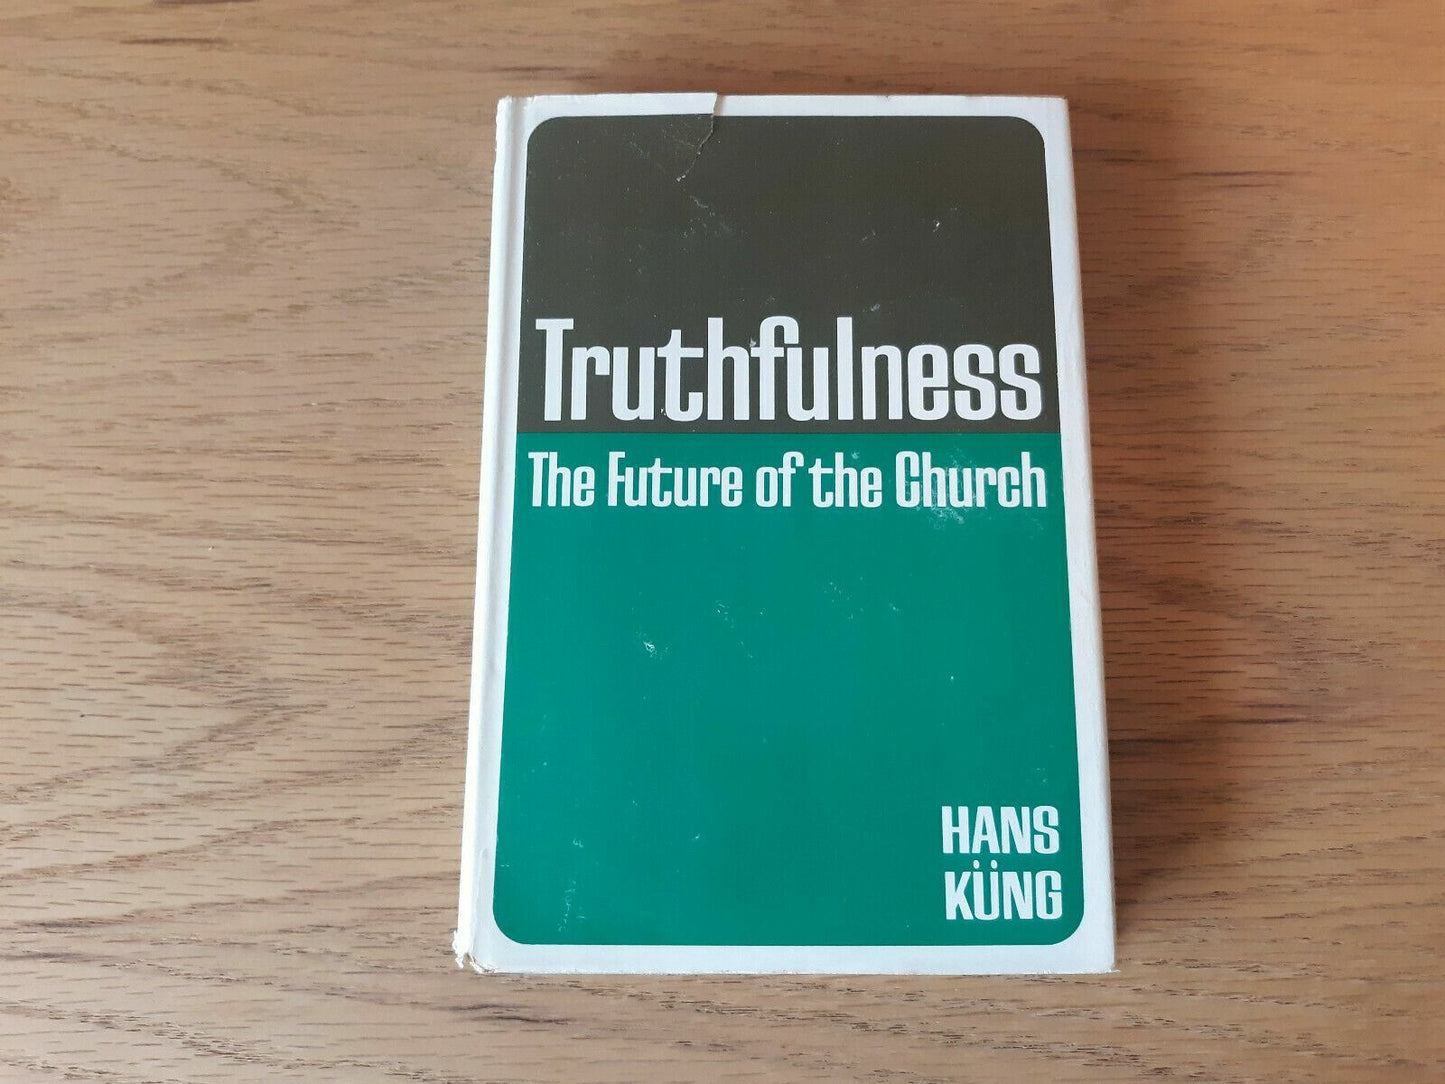 Truthfulness
The Future of the Church
HANS
KÜNG